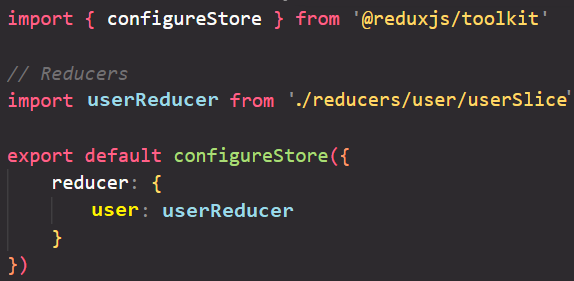 import { configureStore } from '@reduxjs/toolkit'
// Reducers
import userReducer from './reducers/user/userSlice'
export default configureStore({
reducer: {
user: userReducer
}
})